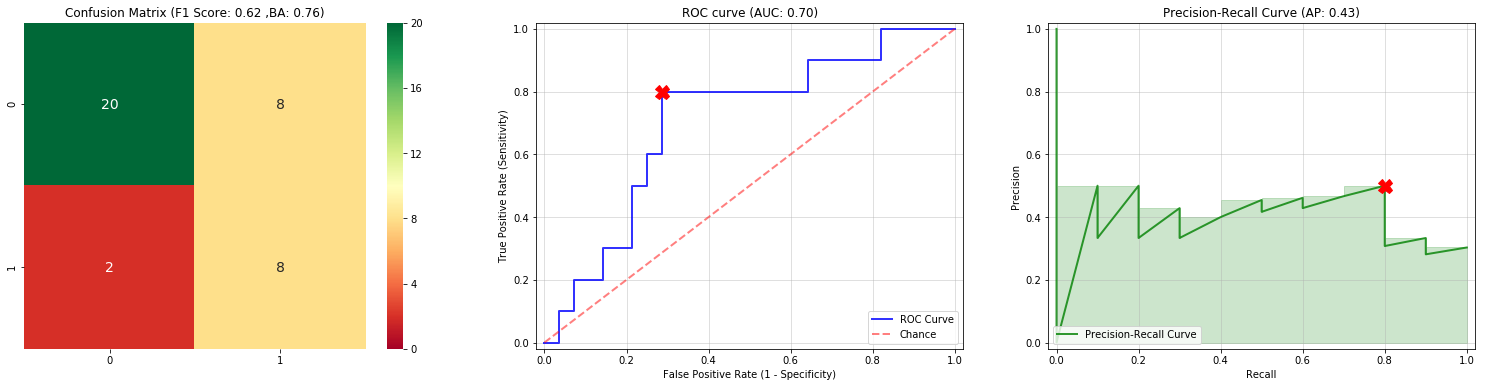 Confusion Matrix (F1 Score: 0.62 ,BA: 0.76)
20
8
2
8
0
1
0
1
20
16
12
8
4
0
ROC curve (AUC: 0.70)
True Positive Rate (Sensitivity)
1.0
0.8
0.6
0.4
0.2
0.0
0.0 0.2 0.4 0.6 0.8 1.0
False Positive Rate (1 - Specificity)
ROC Curve
Chance
Precision-Recall Curve (AP: 0.43)
Precision
1.0
0.8
0.6
0.4
0.2
0.0
0.0 0.2 0.4 0.6 0.8 1.0
Recall
Precision-Recall Curve